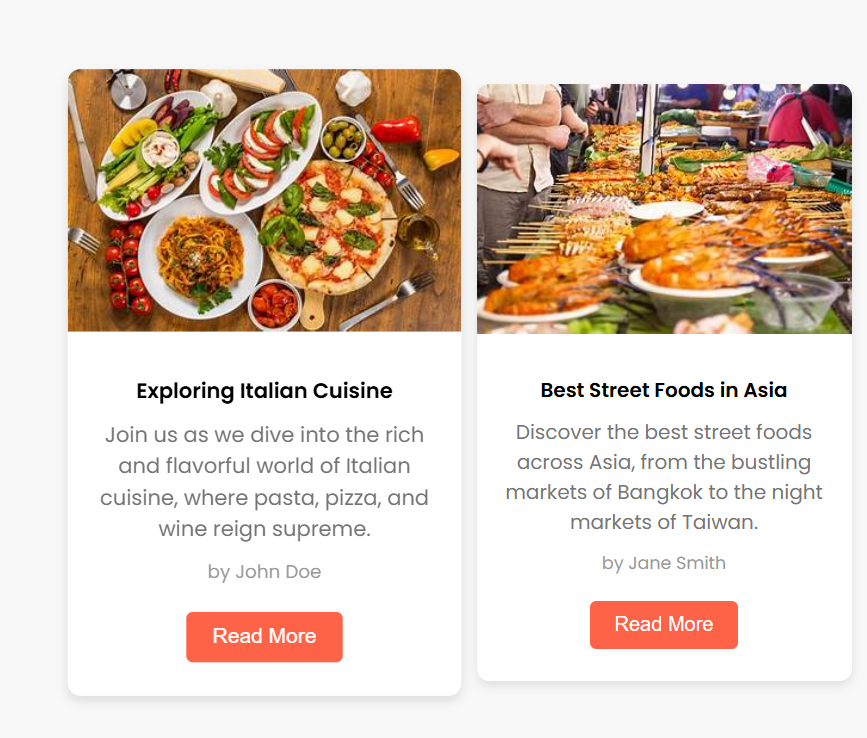 Exploring Italian Cuisine
Join us as we dive into the rich
and flavorful world of Italian
cuisine, where pasta, pizza, and
wine reign supreme.
by John Doe
Read More
Best Street Foods in Asia
Discover the best street foods
across Asia, from the bustling
markets of Bangkok to the night
markets of Taiwan.
by Jane Smith
Read More